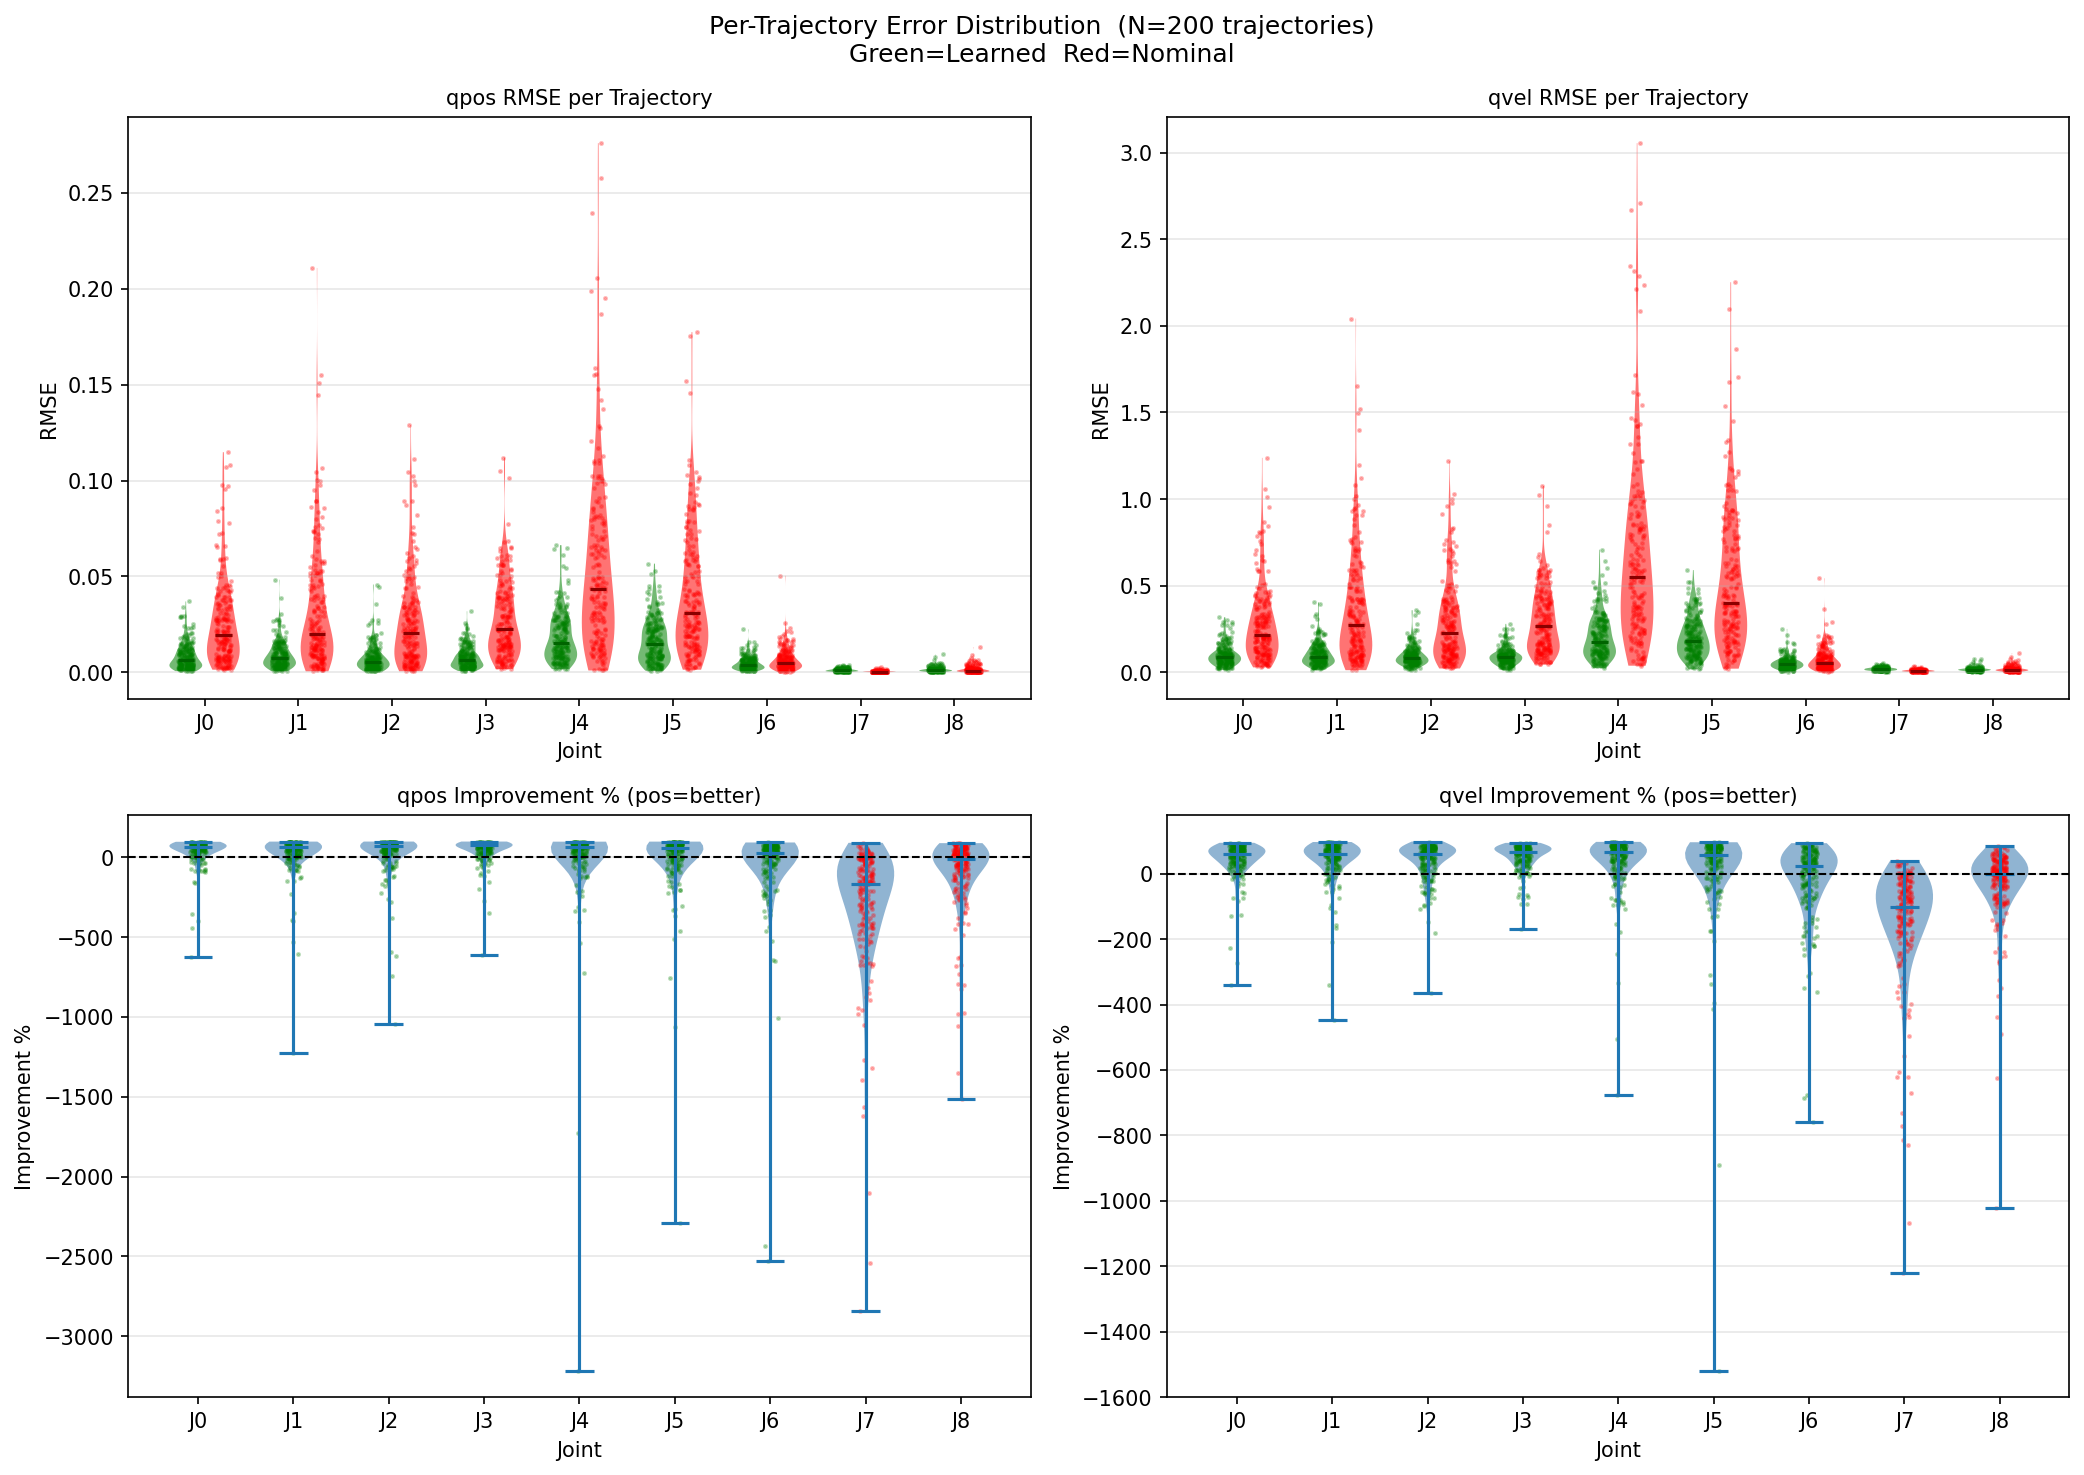 Per-Trajectory Error Distribution  (N=200 trajectories)
Green=Learned  Red=Nominal
qpos RMSE per Trajectory
RMSE
0.25
0.20
0.15
0.10
0.05
0.00
J0 J1 J2 J3 J4 J5 J6 J7 J8
Joint
qvel RMSE per Trajectory
RMSE
3.0
2.5
2.0
1.5
1.0
0.5
0.0
J0 J1 J2 J3 J4 J5 J6 J7 J8
Joint
qpos Improvement % (pos=better)
Improvement %
0
−500
−1000
−1500
−2000
−2500
−3000
J0 J1 J2 J3 J4 J5 J6 J7 J8
Joint
qvel Improvement % (pos=better)
Improvement %
0
−200
−400
−600
−800
−1000
−1200
−1400
−1600
J0 J1 J2 J3 J4 J5 J6 J7 J8
Joint